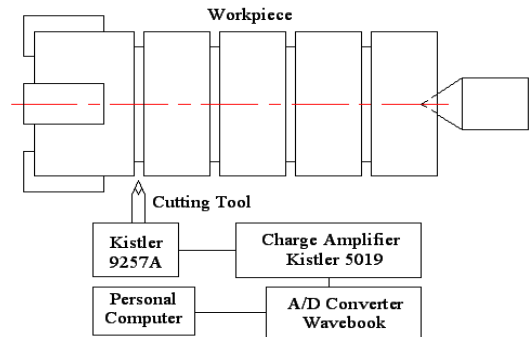 Workpiece
Cutting Tool
Kistler
9257A
Charge Amplifier
Kistler 5019
Personal
Computer
A/D Converter
Wavebook